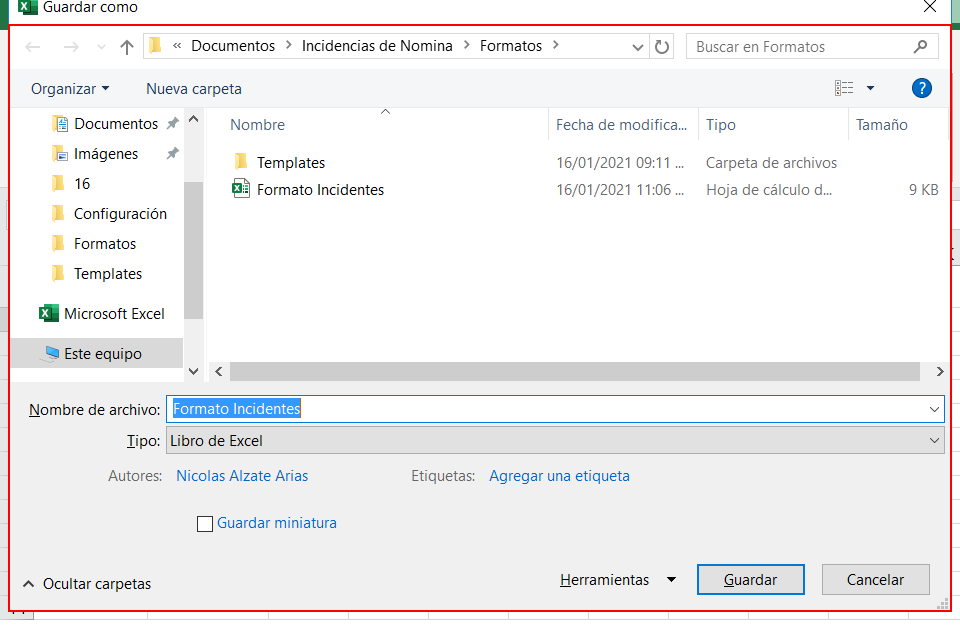 Guardar como
« Documentos > Incidencias de Nomina > Formatos >
Buscar en Formatos
Organizar
Nueva carpeta
?
Documentos
Imágenes
16
Configuración
Formatos
Templates
Microsoft Excel
Este equipo
Nombre Fecha de modifica... Tipo Tamaño
Templates 16/01/2021 09:11 ... Carpeta de archivos
Formato Incidentes 16/01/2021 11:06 ... Hoja de cálculo d... 9 KB
Nombre de archivo: Formato Incidentes
Tipo: Libro de Excel
Autores: Nicolas Alzate Arias Etiquetas: Agregar una etiqueta
Guardar miniatura
Ocultar carpetas
Herramientas Guardar Cancelar